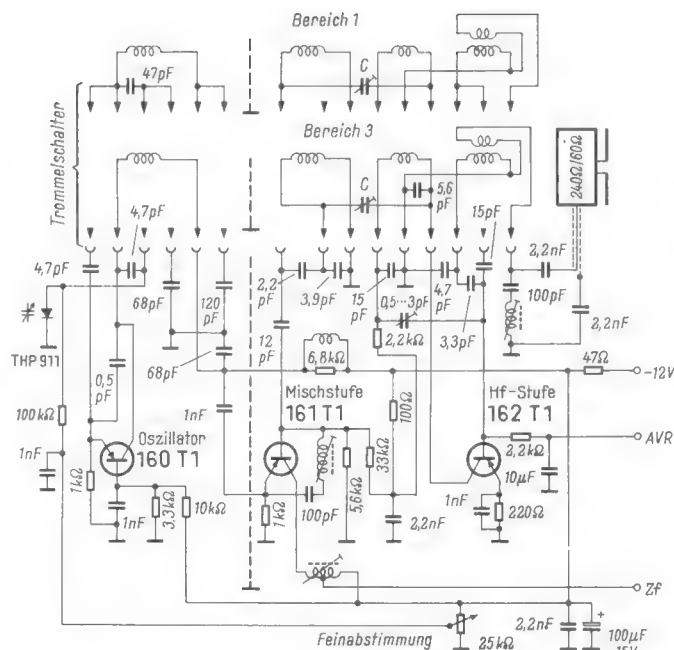 Bereich 1
47pF
C
Trommelschalter
Bereich 3
C
5,6
pF
15pF
240Ω/60Ω
4,7pF
4,7pF
68pF
120
pF
2,2
pF
3,9pF
15
pF
0,5...3pF
4,7
pF
3,3pF
2,2nF
100pF
2,2nF
THP 911
0,5
pF
68pF
12
pF
2,2kΩ
6,8kΩ
47Ω
-12V
100kΩ
1nF
Mischstufe
161 T1
100Ω
Hf-Stufe
162 T1
AVR
Oszillator
160 T1
2,2kΩ
10µF
1nF
1kΩ
1nF
3,3kΩ
10kΩ
1kΩ
100pF
5,6kΩ
33kΩ
2,2nF
1nF
220Ω
Zf
Feinabstimmung
25kΩ
2,2nF
+
100µF
15V